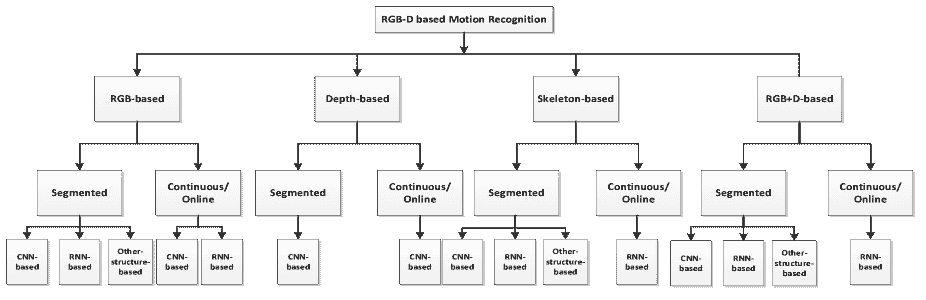 RGB-D based Motion Recognition
RGB-based
Depth-based
Skeleton-based
RGB+D-based
Segmented
Continuous/
Online
Segmented
Continuous/
Online
Segmented
Continuous/
Online
Segmented
Continuous/
Online
CNN-
based
RNN-
based
Other-
structure-
based
CNN-
based
RNN-
based
CNN-
based
CNN-
based
CNN-
based
RNN-
based
Other-
structure-
based
RNN-
based
CNN-
based
RNN-
based
Other-
structure-
based
RNN-
based